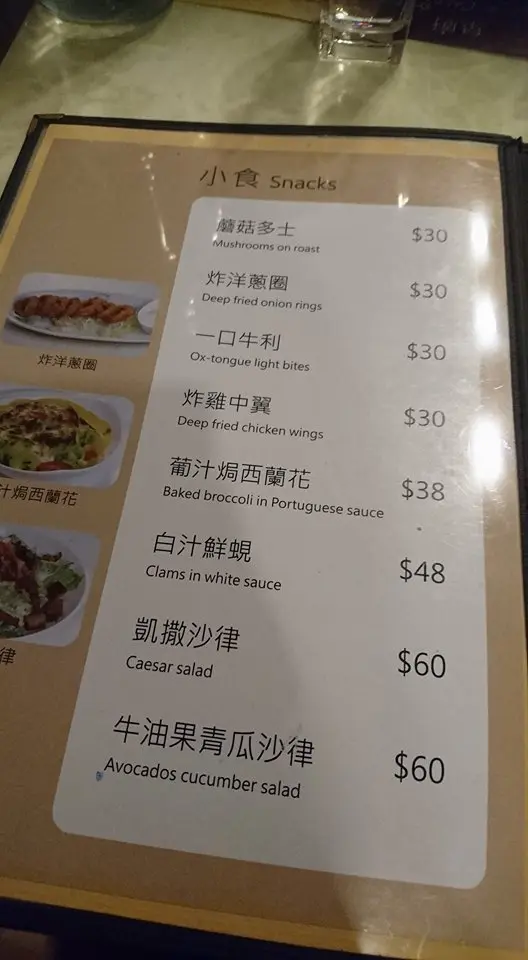 小食 Snacks
蘑菇多士 $30
Mushrooms on roast
炸洋蔥圈 $30
Deep fried onion rings
一口牛利 $30
Ox-tongue light bites
炸雞中翼 $30
Deep fried chicken wings
葡汁焗西蘭花 $38
Baked broccoli in Portuguese sauce
白汁鮮蜆 $48
Clams in white sauce
凱撒沙律 $60
Caesar salad
牛油果青瓜沙律 $60
Avocados cucumber salad
炸洋蔥圈
汁焗西蘭花
律